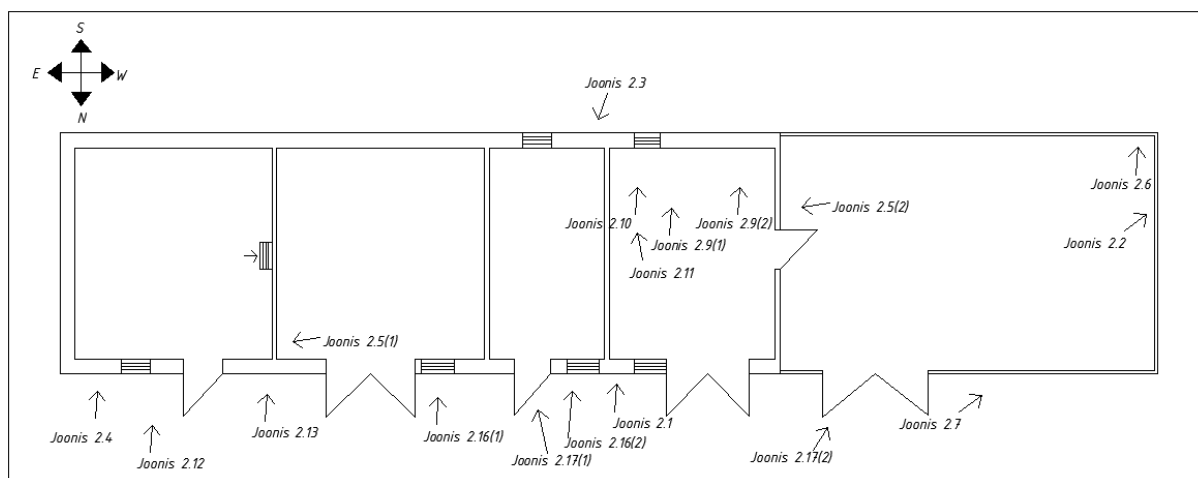 S
E W
N
Joonis 2.3
Joonis 2.6
Joonis 2.10
Joonis 2.9(2)
Joonis 2.5(2)
Joonis 2.9(1)
Joonis 2.2
Joonis 2.11
Joonis 2.5(1)
Joonis 2.4
Joonis 2.13
Joonis 2.16(1)
Joonis 2.1
Joonis 2.7
Joonis 2.16(2)
Joonis 2.12
Joonis 2.17(1)
Joonis 2.17(2)